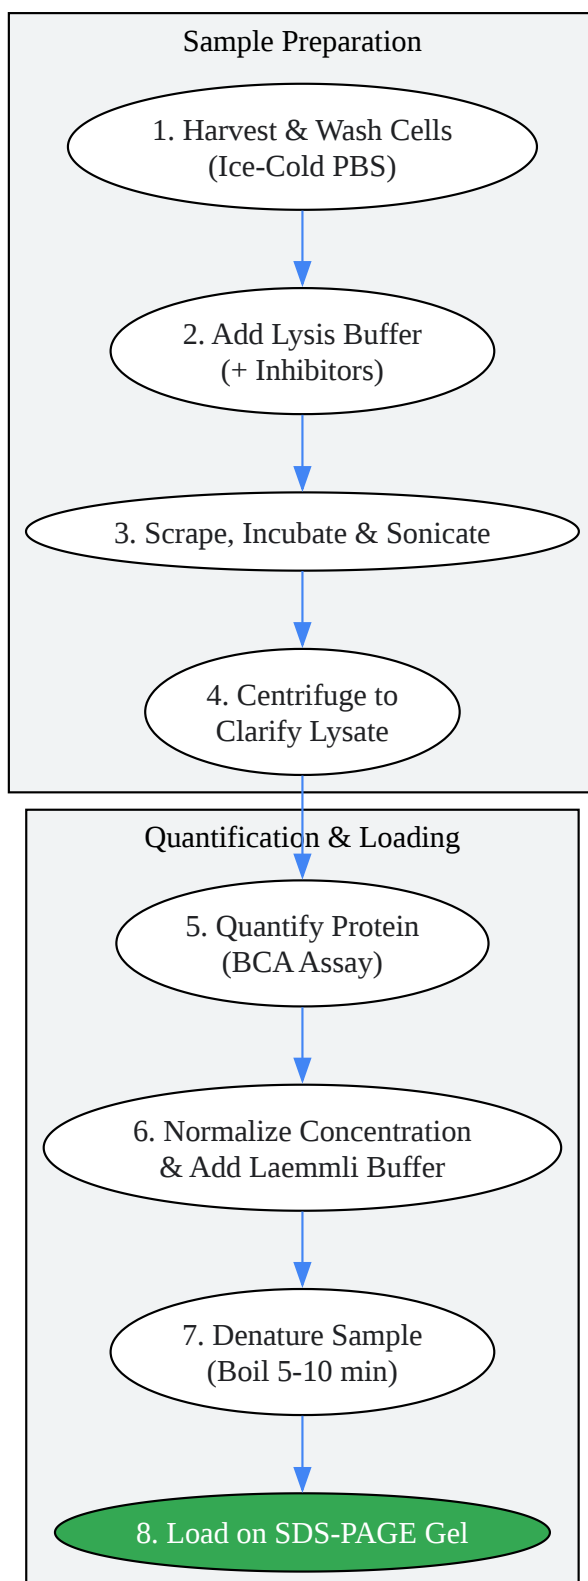 Sample Preparation
1. Harvest & Wash Cells
(Ice-Cold PBS)
2. Add Lysis Buffer
(+ Inhibitors)
3. Scrape, Incubate & Sonicate
4. Centrifuge to
Clarify Lysate
Quantification & Loading
5. Quantify Protein
(BCA Assay)
6. Normalize Concentration
& Add Laemmli Buffer
7. Denature Sample
(Boil 5-10 min)
8. Load on SDS-PAGE Gel